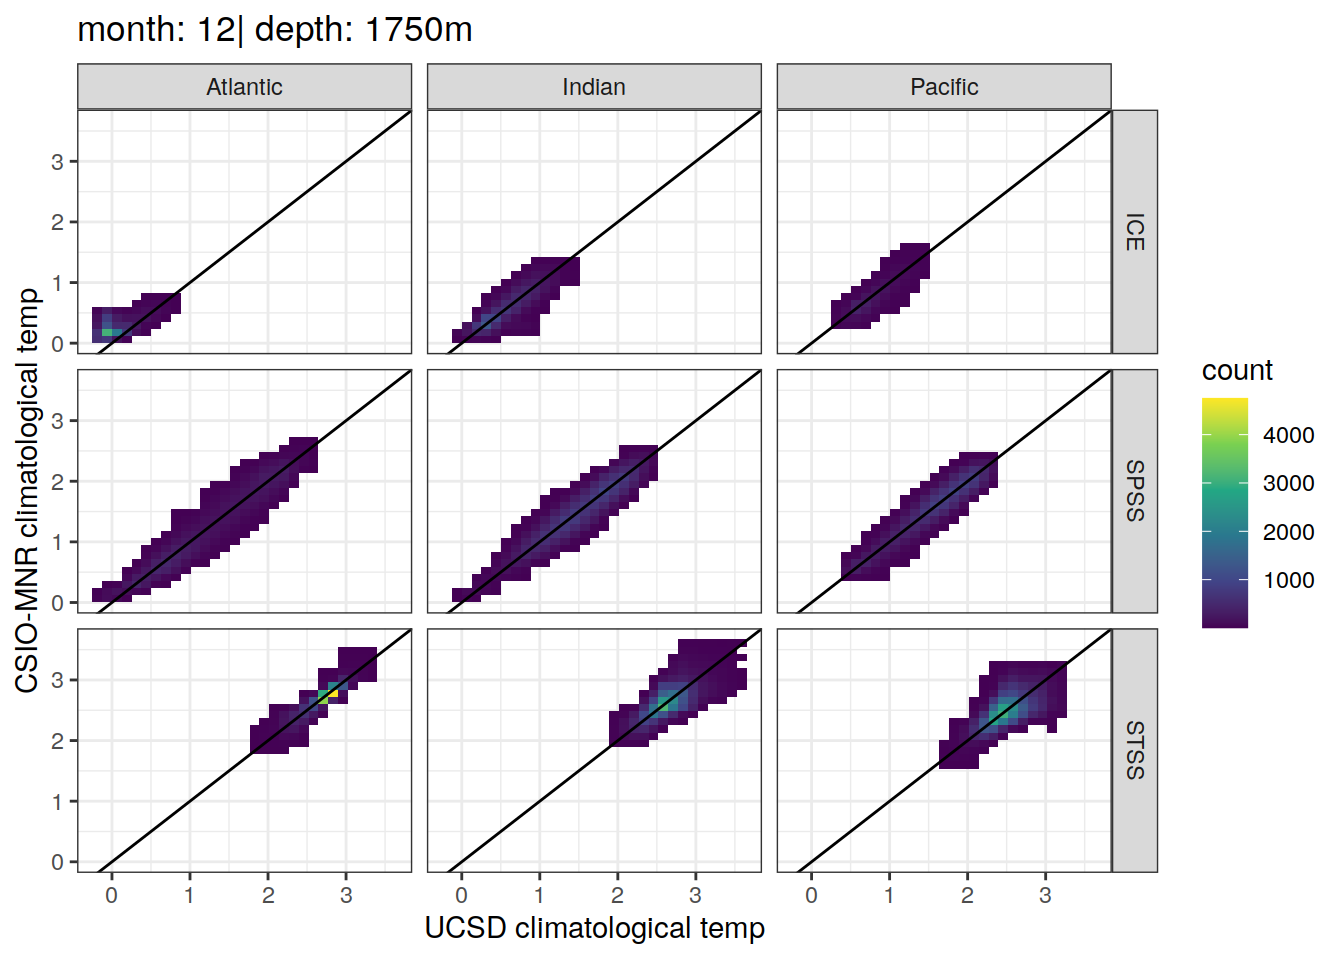 month: 12| depth: 1750m
Atlantic
Indian
Pacific
ICE
SPSS
STSS
CSIO-MNR climatological temp
3
2
1
0
3
2
1
0
3
2
1
0
0 1 2 3
0 1 2 3
0 1 2 3
UCSD climatological temp
count
4000
3000
2000
1000